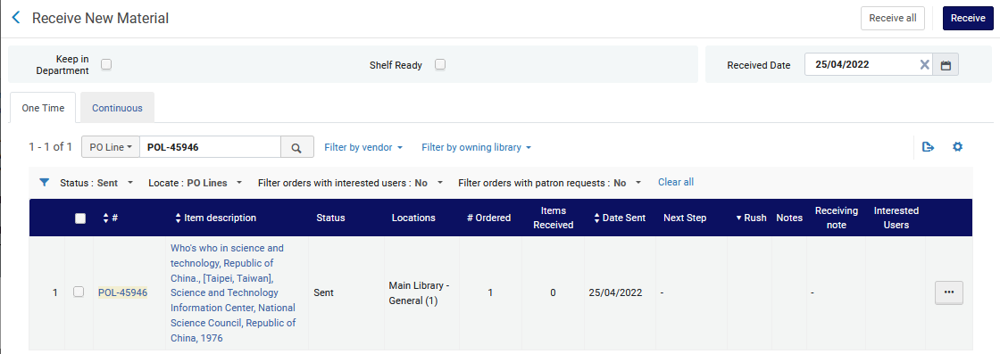 Receive New Material
Receive all
Receive
Keep in
Department
Shelf Ready
Received Date
25/04/2022
One Time
Continuous
1 - 1 of 1
PO Line
POL-45946
Filter by vendor
Filter by owning library
Status : Sent
Locate : PO Lines
Filter orders with interested users : No
Filter orders with patron requests : No
Clear all
#
Item description
Status
Locations
# Ordered
Items
Received
Date Sent
Next Step
Rush
Notes
Receiving
note
Interested
Users
1
POL-45946
Who's who in science and
technology, Republic of
China., [Taipei, Taiwan],
Science and Technology
Information Center, National
Science Council, Republic of
China, 1976
Sent
Main Library -
General (1)
1
0
25/04/2022
-
-